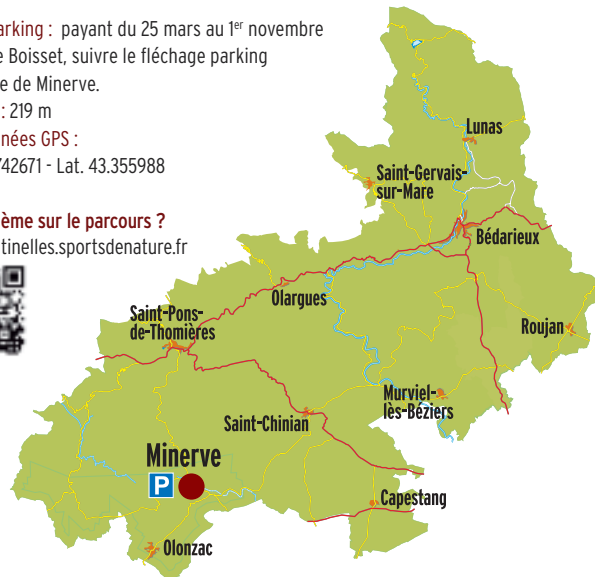 arking : payant du 25 mars au 1er novembre
e Boisset, suivre le fléchage parking
e de Minerve.
: 219 m
nées GPS :
742671 - Lat. 43.355988
ème sur le parcours ?
tinelles.sportsdenature.fr
Lunas
Saint-Gervais-
sur-Mare
Bédarieux
Olargues
Saint-Pons-
de-Thomières
Roujan
Murviel-
lès-Béziers
Saint-Chinian
Minerve
P
Capestang
Olonzac